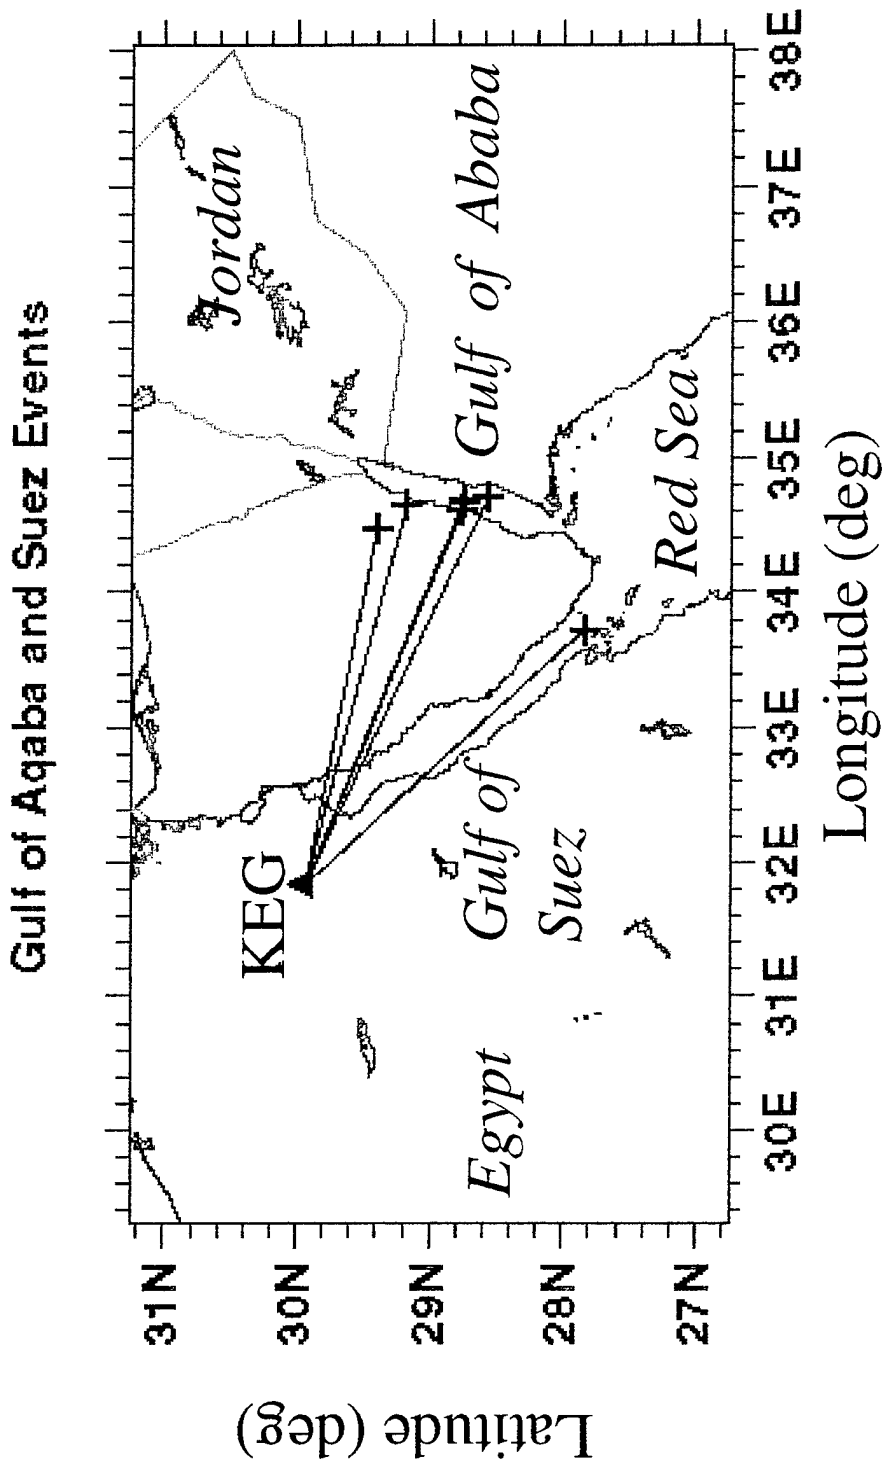 Gulf of Aqaba and Suez Events
Latitude (deg)
31N
30N
29N
28N
27N
KEG
Jordan
Egypt
Gulf of
Suez
Gulf of Ababa
Red Sea
30E 31E 32E 33E 34E 35E 36E 37E 38E
Longitude (deg)